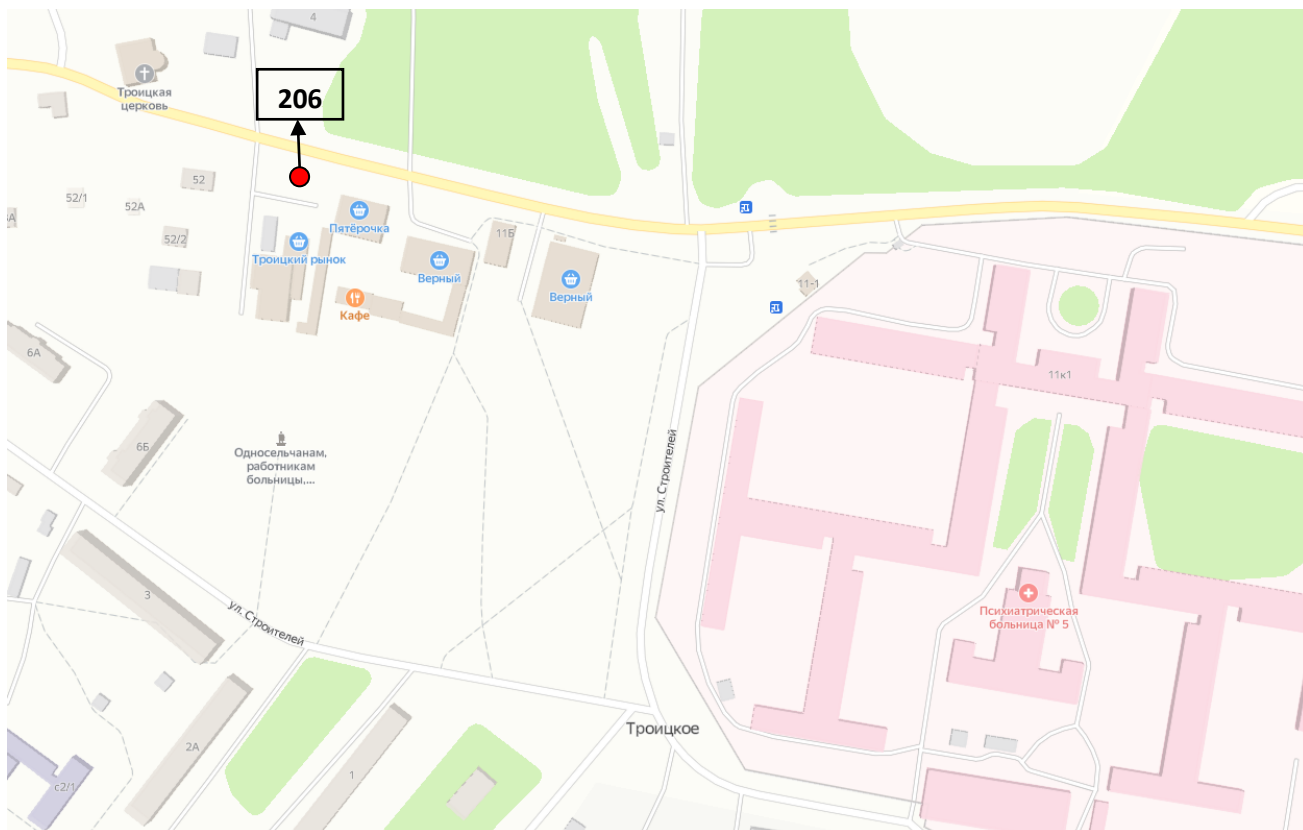 4
Троицкая
церковь
206
52
52/1
52А
52/2
Пятёрочка
Троицкий рынок
11Б
Верный
Верный
Кафе
11-1
6А
11к1
6Б
Односельчанам,
работникам
больницы,...
ул. Строителей
3
ул. Строителей
Психиатрическая
больница № 5
Троицкое
2А
1
с2/1